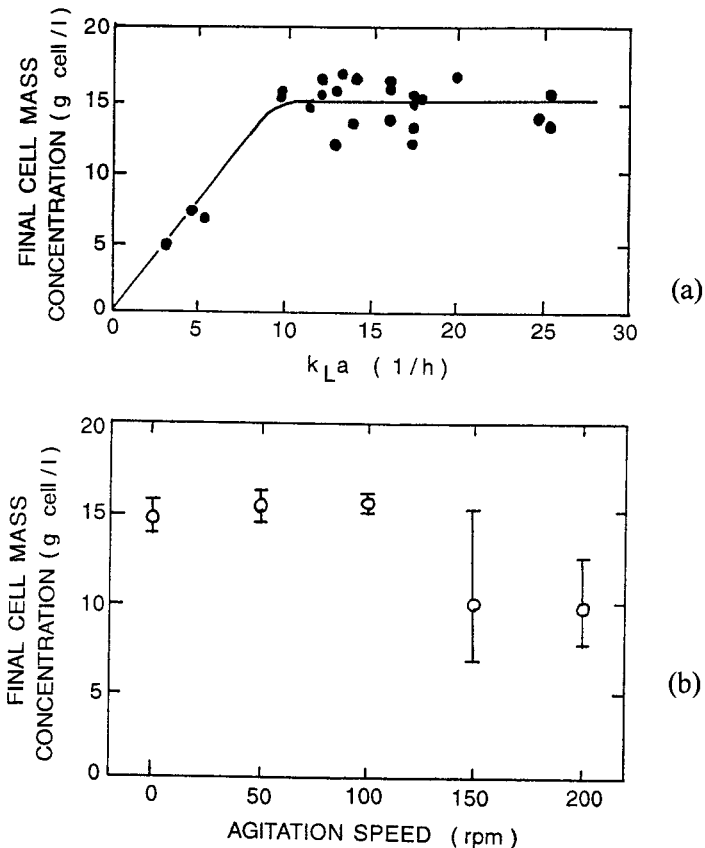 20
15
10
5
0
FINAL CELL MASS
CONCENTRATION (g cell/l)
0 5 10 15 20 25 30
kLa (1/h)
(a)
20
15
10
5
0
FINAL CELL MASS
CONCENTRATION (g cell/l)
0 50 100 150 200
AGITATION SPEED (rpm)
(b)